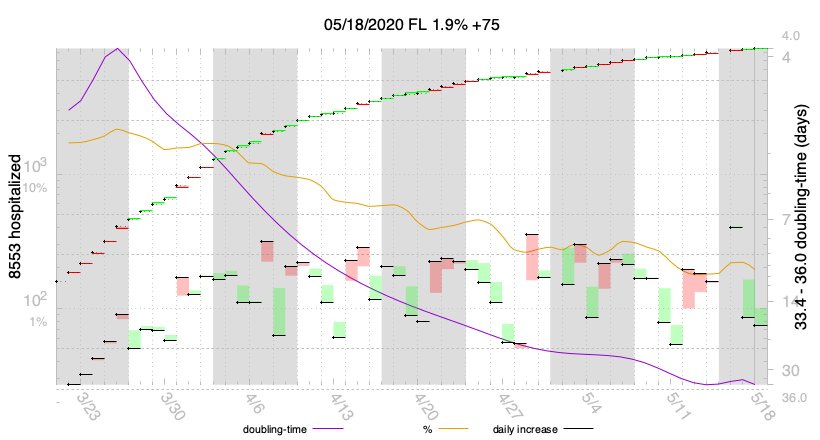 05/18/2020 FL 1.9% +75
4.0
4
10³
10%
7
10²
1%
14
30
36.0
8553 hospitalized
33.4 - 36.0 doubling-time (days)
3/23 3/30 4/6 4/13 4/20 4/27 5/4 5/11 5/18
doubling-time % daily increase